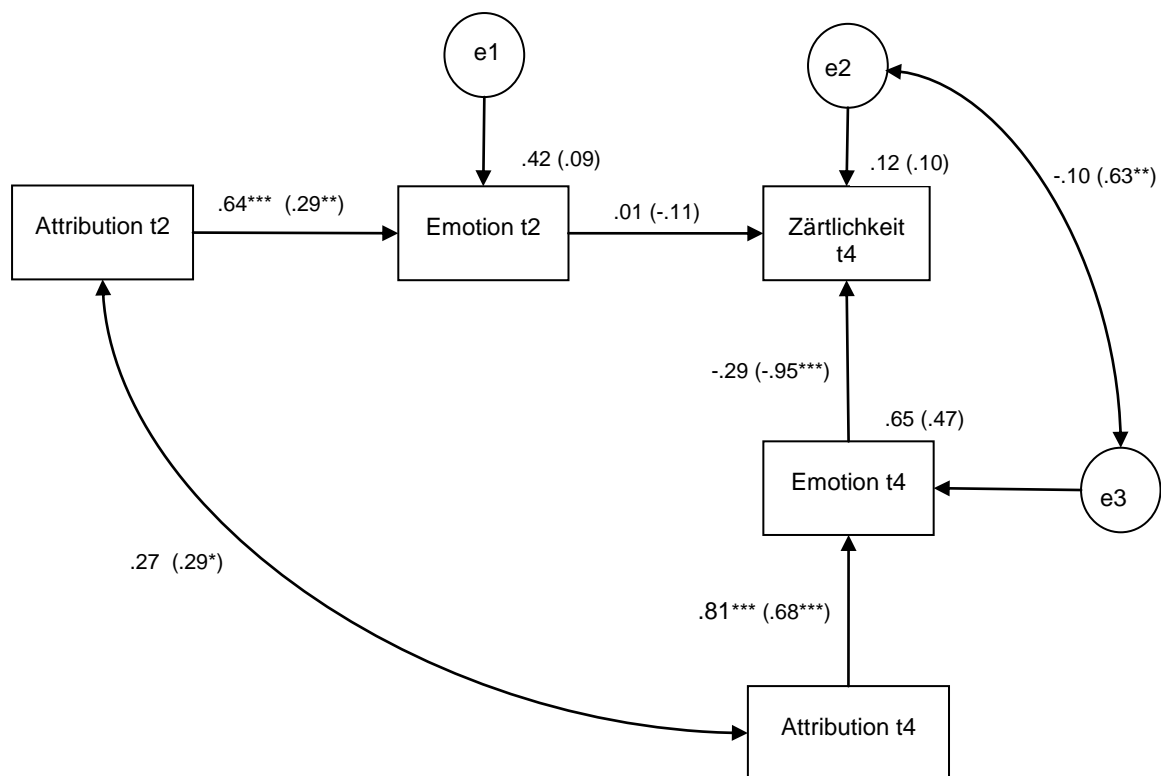 e1
e2
.42 (.09)
.12 (.10)
-.10 (.63**)
.64*** (.29**)
Attribution t2
Emotion t2
.01 (-.11)
Zärtlichkeit
t4
-.29 (-.95***)
.65 (.47)
Emotion t4
e3
.27 (.29*)
.81*** (.68***)
Attribution t4